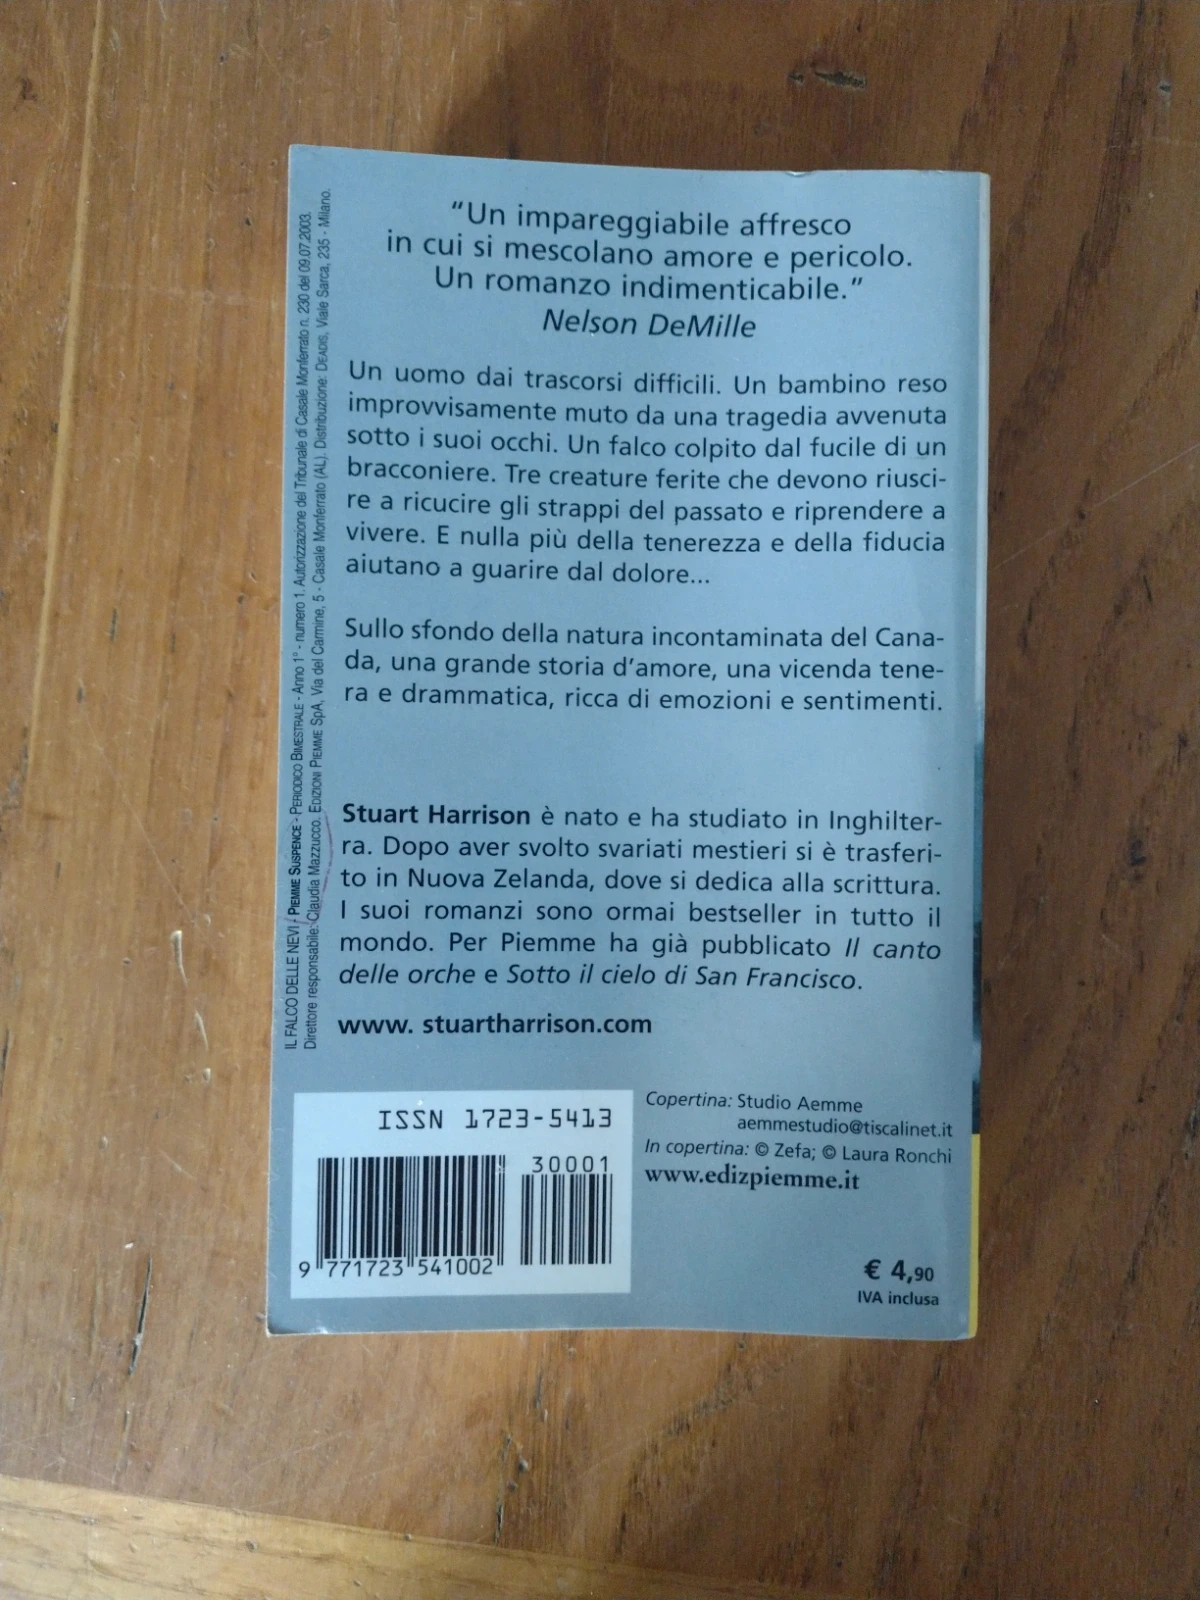 "Un impareggiabile affresco
in cui si mescolano amore e pericolo.
Un romanzo indimenticabile."
Nelson DeMille
Un uomo dai trascorsi difficili. Un bambino reso
improvvisamente muto da una tragedia avvenuta
sotto i suoi occhi. Un falco colpito dal fucile di un
bracconiere. Tre creature ferite che devono riusci-
re a ricucire gli strappi del passato e riprendere a
vivere. E nulla più della tenerezza e della fiducia
aiutano a guarire dal dolore...
Sullo sfondo della natura incontaminata del Cana-
da, una grande storia d'amore, una vicenda tene-
ra e drammatica, ricca di emozioni e sentimenti.
Stuart Harrison è nato e ha studiato in Inghilter-
ra. Dopo aver svolto svariati mestieri si è trasferi-
to in Nuova Zelanda, dove si dedica alla scrittura.
I suoi romanzi sono ormai bestseller in tutto il
mondo. Per Piemme ha già pubblicato Il canto
delle orche e Sotto il cielo di San Francisco.
www. stuartharrison.com
IL FALCO DELLE NEVI - PIEMME SUSPENCE - PERIODICO BIMESTRALE - Anno 1° - numero 1. Autorizzazione del Tribunale di Casale Monferrato n. 230 del 09.07.2003.
Direttore responsabile: Claudia Mazzucco. EDIZIONI PIEMME SpA, Via del Carmine, 5 - Casale Monferrato (AL). Distribuzione: DEADIS, Viale Sarca, 235 - Milano.
ISSN 1723-5413
30001
9 771723 541002
Copertina: Studio Aemme
aemmestudio@tiscalinet.it
In copertina: © Zefa; © Laura Ronchi
www.edizpiemme.it
€ 4,90
IVA inclusa